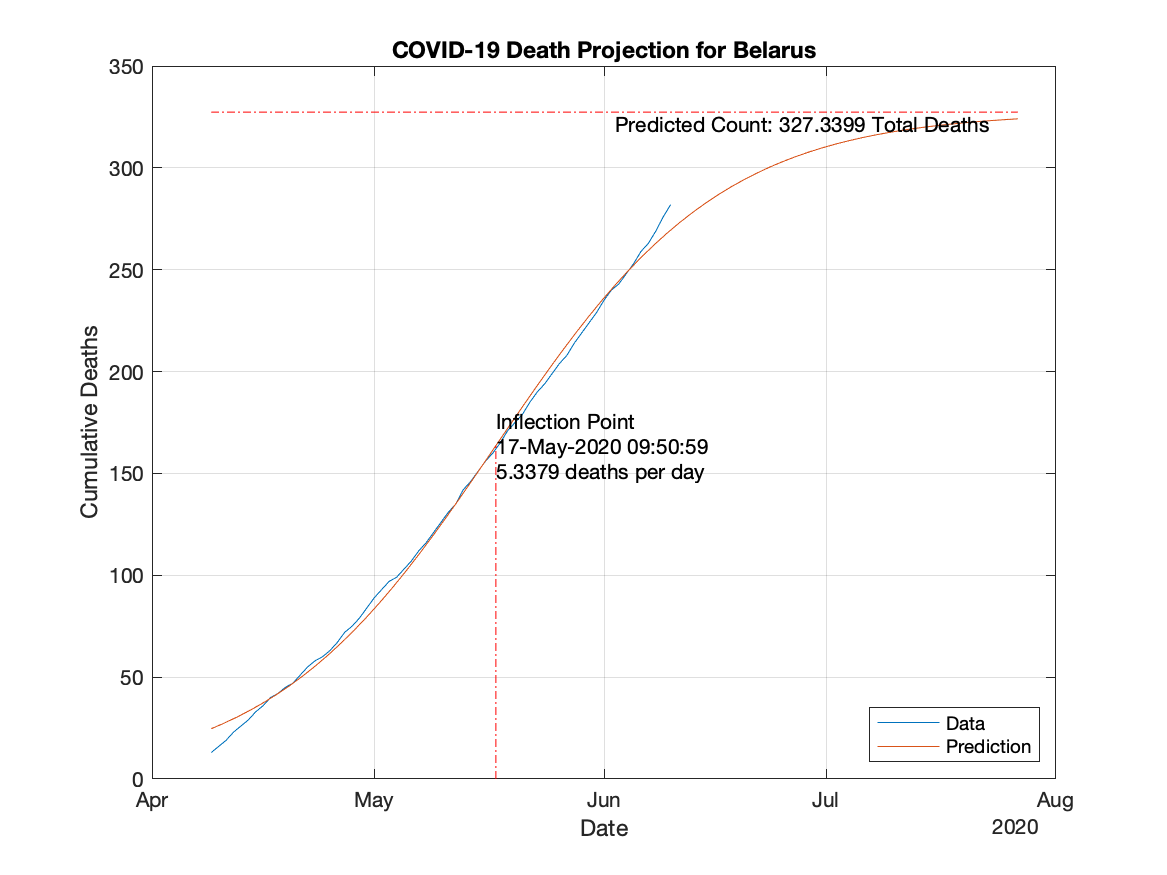 COVID-19 Death Projection for Belarus
350
300
250
200
150
100
50
0
Cumulative Deaths
Predicted Count: 327.3399 Total Deaths
Inflection Point
17-May-2020 09:50:59
5.3379 deaths per day
Data
Prediction
Apr May Jun Jul Aug
Date
2020